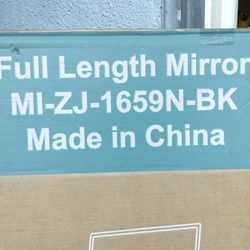 Full Length Mirror
MI-ZJ-1659N-BK
Made in China